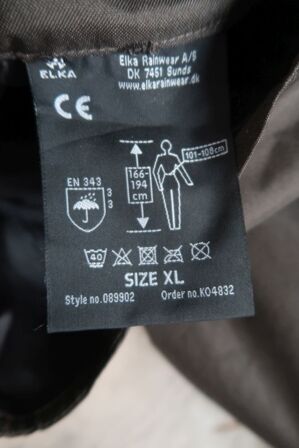 ELKA
Elka Rainwear A/S
DK 7451 Sunds
www.elkarainwear.dk
CE
101-108cm
166-
194
cm
EN 343
3
3
40
SIZE XL
Style no.089902
Order no.KO4832